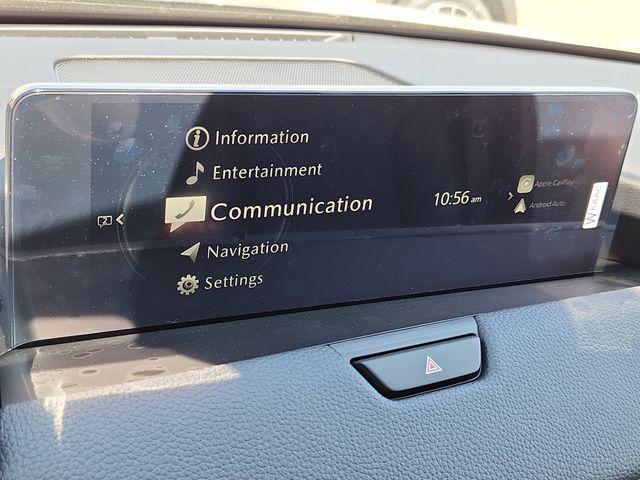 Information
Entertainment
Communication
10:56 am
Apple CarPlay
Android Auto
Navigation
Settings